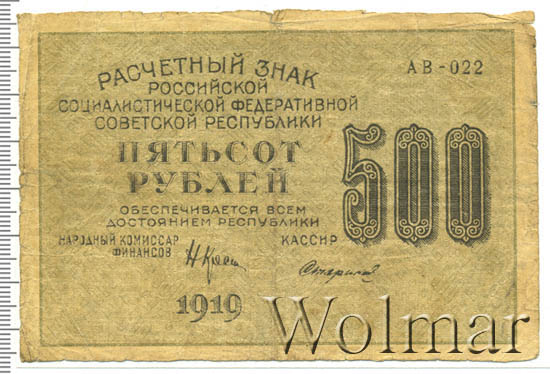 РАСЧЕТНЫЙ ЗНАК
РОССИЙСКОЙ
СОЦИАЛИСТИЧЕСКОЙ ФЕДЕРАТИВНОЙ
СОВЕТСКОЙ РЕСПУБЛИКИ
АВ-022
ПЯТЬСОТ
РУБЛЕЙ
500
ОБЕСПЕЧИВАЕТСЯ ВСЕМ
ДОСТОЯНИЕМ РЕСПУБЛИКИ
НАРОДНЫЙ КОМИССАР
ФИНАНСОВ
КАССИР
1919
Wolmar